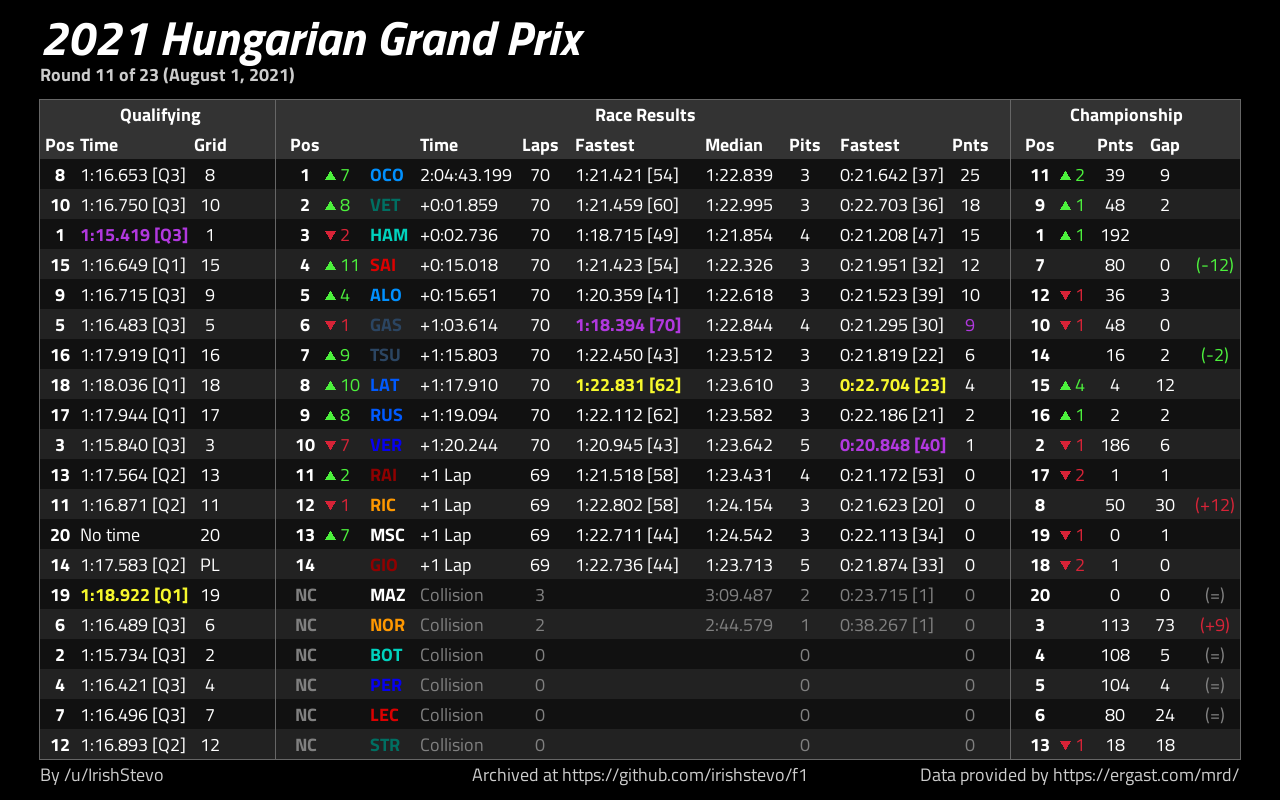 2021 Hungarian Grand Prix
Round 11 of 23 (August 1, 2021)
Qualifying Race Results Championship
Pos Time Grid Pos Time Laps Fastest Median Pits Fastest Pnts Pos Pnts Gap
8 1:16.653 [Q3] 8 1 ▲7 OCO 2:04:43.199 70 1:21.421 [54] 1:22.839 3 0:21.642 [37] 25 11 ▲2 39 9
10 1:16.750 [Q3] 10 2 ▲8 VET +0:01.859 70 1:21.459 [60] 1:22.995 3 0:22.703 [36] 18 9 ▲1 48 2
1 1:15.419 [Q3] 1 3 ▼2 HAM +0:02.736 70 1:18.715 [49] 1:21.854 4 0:21.208 [47] 15 1 ▲1 192
15 1:16.649 [Q1] 15 4 ▲11 SAI +0:15.018 70 1:21.423 [54] 1:22.326 3 0:21.951 [32] 12 7 80 0 (-12)
9 1:16.715 [Q3] 9 5 ▲4 ALO +0:15.651 70 1:20.359 [41] 1:22.618 3 0:21.523 [39] 10 12 ▼1 36 3
5 1:16.483 [Q3] 5 6 ▼1 GAS +1:03.614 70 1:18.394 [70] 1:22.844 4 0:21.295 [30] 9 10 ▼1 48 0
16 1:17.919 [Q1] 16 7 ▲9 TSU +1:15.803 70 1:22.450 [43] 1:23.512 3 0:21.819 [22] 6 14 16 2 (-2)
18 1:18.036 [Q1] 18 8 ▲10 LAT +1:17.910 70 1:22.831 [62] 1:23.610 3 0:22.704 [23] 4 15 ▲4 4 12
17 1:17.944 [Q1] 17 9 ▲8 RUS +1:19.094 70 1:22.112 [62] 1:23.582 3 0:22.186 [21] 2 16 ▲1 2 2
3 1:15.840 [Q3] 3 10 ▼7 VER +1:20.244 70 1:20.945 [43] 1:23.642 5 0:20.848 [40] 1 2 ▼1 186 6
13 1:17.564 [Q2] 13 11 ▲2 RAI +1 Lap 69 1:21.518 [58] 1:23.431 4 0:21.172 [53] 0 17 ▼2 1 1
11 1:16.871 [Q2] 11 12 ▼1 RIC +1 Lap 69 1:22.802 [58] 1:24.154 3 0:21.623 [20] 0 8 50 30 (+12)
20 No time 20 13 ▲7 MSC +1 Lap 69 1:22.711 [44] 1:24.542 3 0:22.113 [34] 0 19 ▼1 0 1
14 1:17.583 [Q2] PL 14 GIO +1 Lap 69 1:22.736 [44] 1:23.713 5 0:21.874 [33] 0 18 ▼2 1 0
19 1:18.922 [Q1] 19 NC MAZ Collision 3 3:09.487 2 0:23.715 [1] 0 20 0 0 (=)
6 1:16.489 [Q3] 6 NC NOR Collision 2 2:44.579 1 0:38.267 [1] 0 3 113 73 (+9)
2 1:15.734 [Q3] 2 NC BOT Collision 0 0 0 4 108 5 (=)
4 1:16.421 [Q3] 4 NC PER Collision 0 0 0 5 104 4 (=)
7 1:16.496 [Q3] 7 NC LEC Collision 0 0 0 6 80 24 (=)
12 1:16.893 [Q2] 12 NC STR Collision 0 0 0 13 ▼1 18 18
By /u/IrishStevo Archived at https://github.com/irishstevo/f1 Data provided by https://ergast.com/mrd/